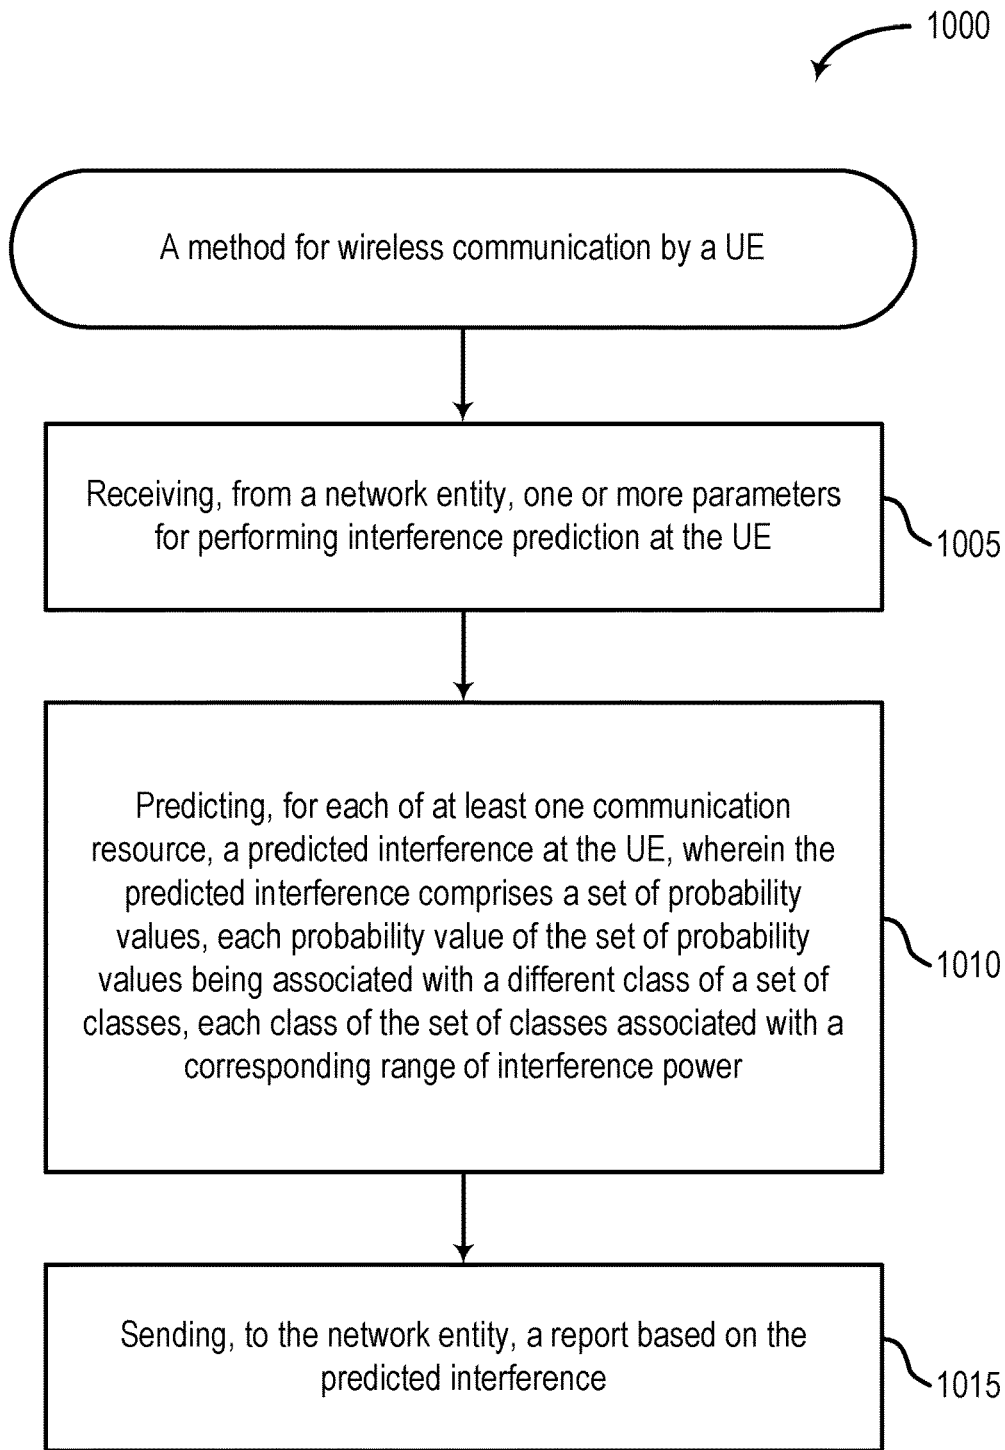 1000
A method for wireless communication by a UE
Receiving, from a network entity, one or more parameters
for performing interference prediction at the UE
1005
Predicting, for each of at least one communication
resource, a predicted interference at the UE, wherein the
predicted interference comprises a set of probability
values, each probability value of the set of probability
values being associated with a different class of a set of
classes, each class of the set of classes associated with a
corresponding range of interference power
1010
Sending, to the network entity, a report based on the
predicted interference
1015